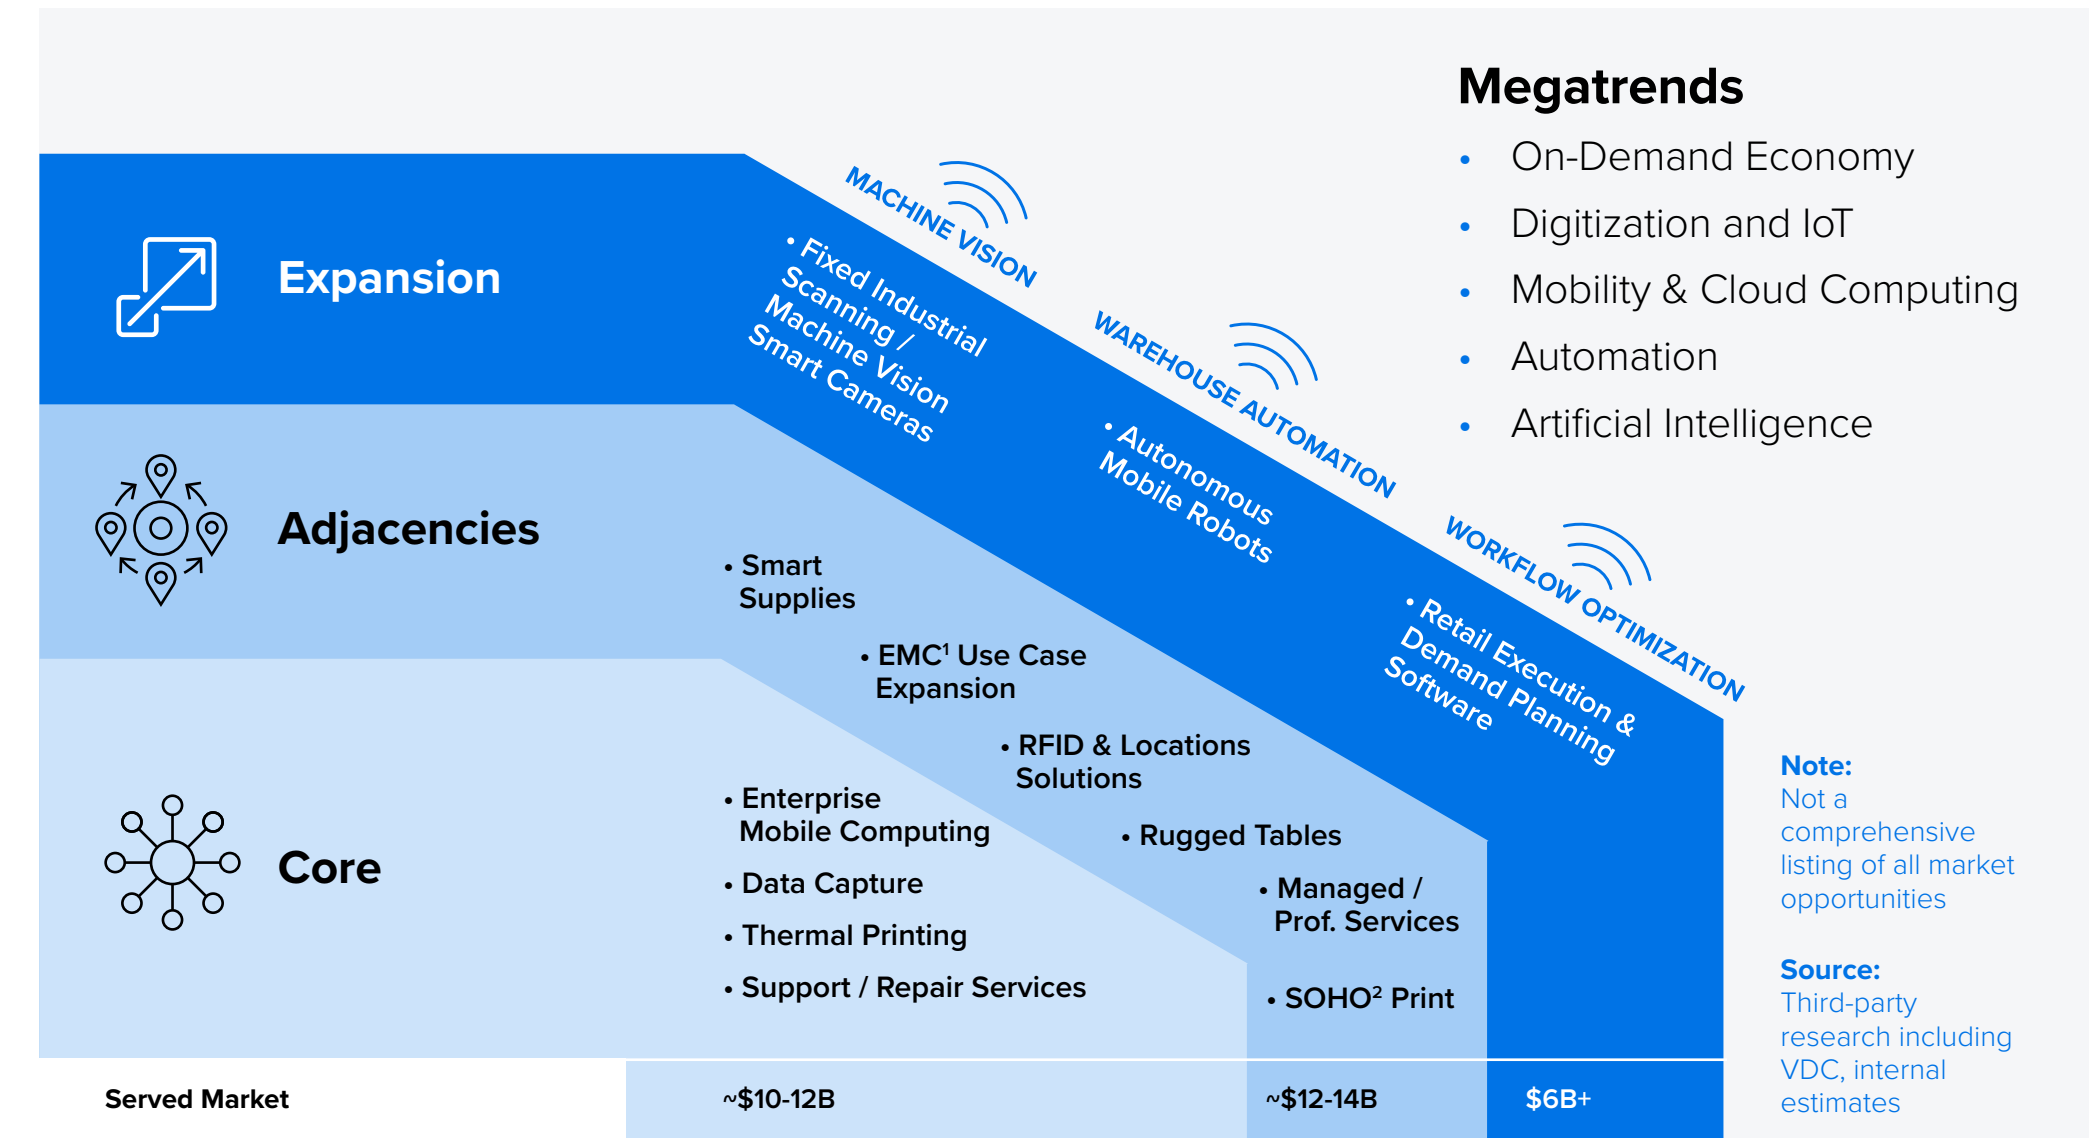 Megatrends
• On-Demand Economy
• Digitization and IoT
• Mobility & Cloud Computing
• Automation
• Artificial Intelligence
MACHINE VISION
WAREHOUSE AUTOMATION
WORKFLOW OPTIMIZATION
Expansion
• Fixed Industrial
Scanning /
Machine Vision
Smart Cameras
• Autonomous
Mobile Robots
• Retail Execution &
Demand Planning
Software
Adjacencies
• Smart
Supplies
• EMC¹ Use Case
Expansion
• RFID & Locations
Solutions
• Rugged Tables
• Managed /
Prof. Services
• SOHO² Print
Core
• Enterprise
Mobile Computing
• Data Capture
• Thermal Printing
• Support / Repair Services
Served Market
~$10-12B
~$12-14B
$6B+
Note:
Not a
comprehensive
listing of all market
opportunities
Source:
Third-party
research including
VDC, internal
estimates